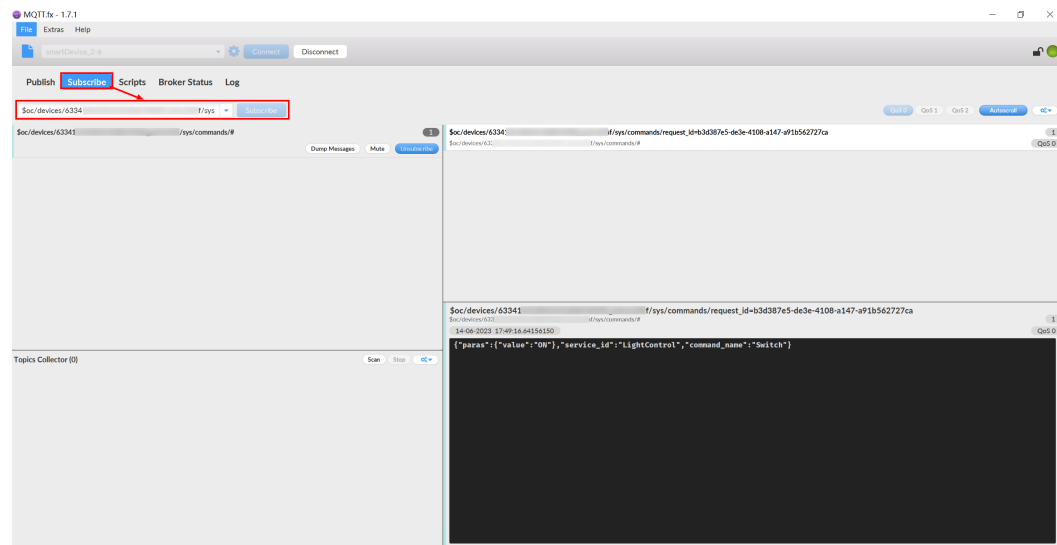 MQTT.fx - 1.7.1
File Extras Help
smartDevice_2-6 Connect Disconnect
Publish Subscribe Scripts Broker Status Log
$oc/devices/6334 f/sys Subscribe QoS 0 QoS 1 QoS 2 Autoscroll
$oc/devices/63341 /sys/commands/# 1
Dump Messages Mute Unsubscribe
$oc/devices/6334 f/sys/commands/request_id=b3d387e5-de3e-4108-a147-a91b562727ca 1
$oc/devices/63 f/sys/commands/# QoS 0
$oc/devices/63341 f/sys/commands/request_id=b3d387e5-de3e-4108-a147-a91b562727ca
$oc/devices/633 f/sys/commands/# 1
14-06-2023 17:49:16.64156150 QoS 0
{"paras":{"value":"ON"},"service_id":"LightControl","command_name":"Switch"}
Topics Collector (0) Scan Stop